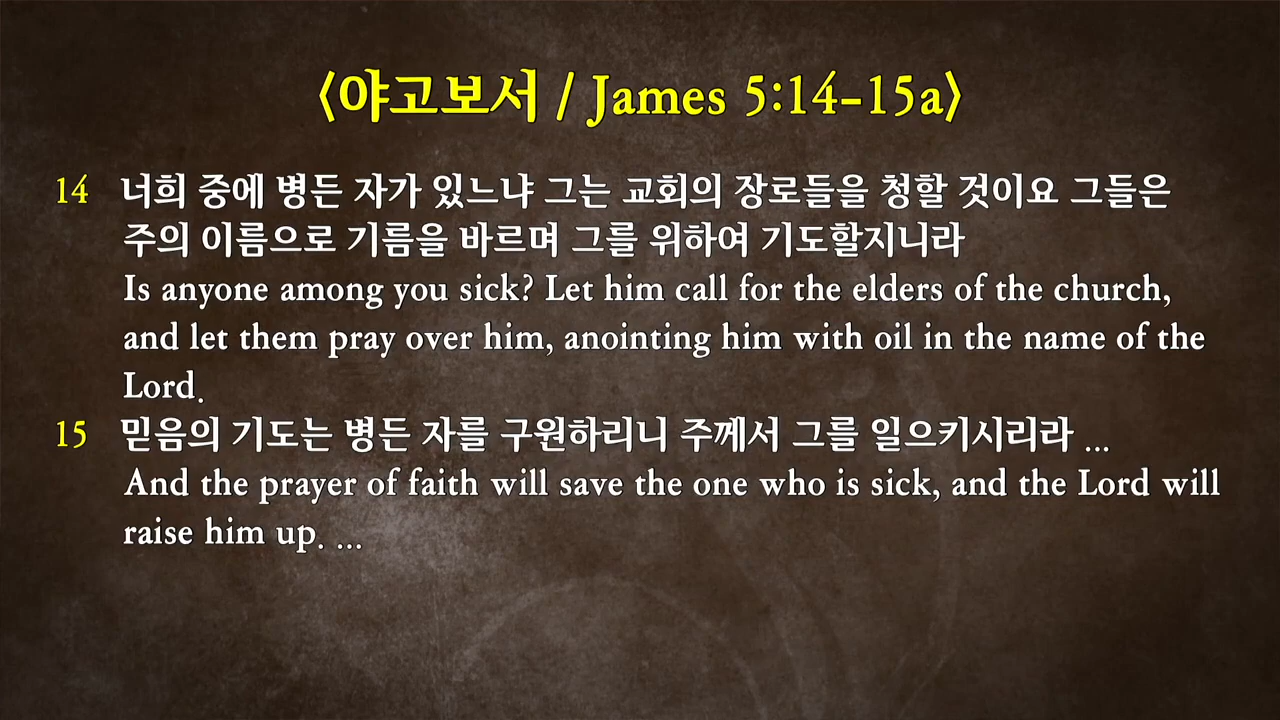 〈야고보서 / James 5:14-15a〉
14 너희 중에 병든 자가 있느냐 그는 교회의 장로들을 청할 것이요 그들은
주의 이름으로 기름을 바르며 그를 위하여 기도할지니라
Is anyone among you sick? Let him call for the elders of the church,
and let them pray over him, anointing him with oil in the name of the
Lord.
15 믿음의 기도는 병든 자를 구원하리니 주께서 그를 일으키시리라 ...
And the prayer of faith will save the one who is sick, and the Lord will
raise him up. ...